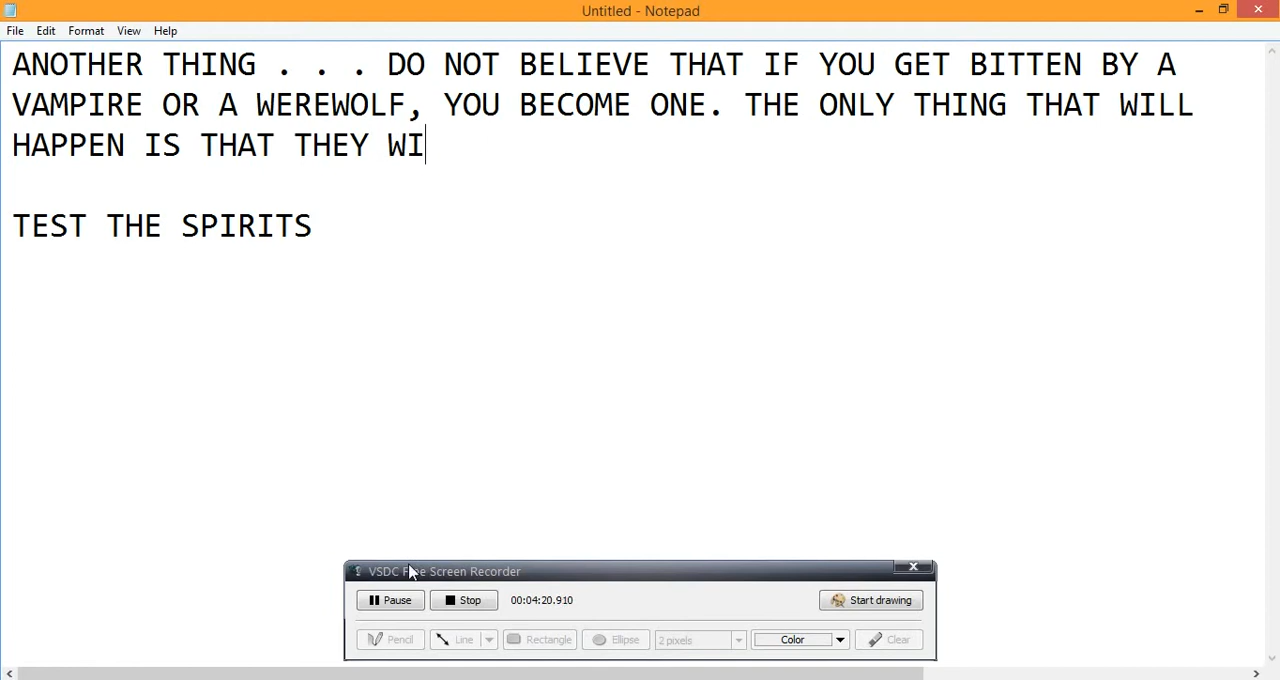 Untitled - Notepad
File Edit Format View Help
ANOTHER THING . . . DO NOT BELIEVE THAT IF YOU GET BITTEN BY A
VAMPIRE OR A WEREWOLF, YOU BECOME ONE. THE ONLY THING THAT WILL
HAPPEN IS THAT THEY WI
TEST THE SPIRITS
VSDC Free Screen Recorder
Pause Stop 00:04:20.910 Start drawing
Pencil Line Rectangle Ellipse 2 pixels Color Clear